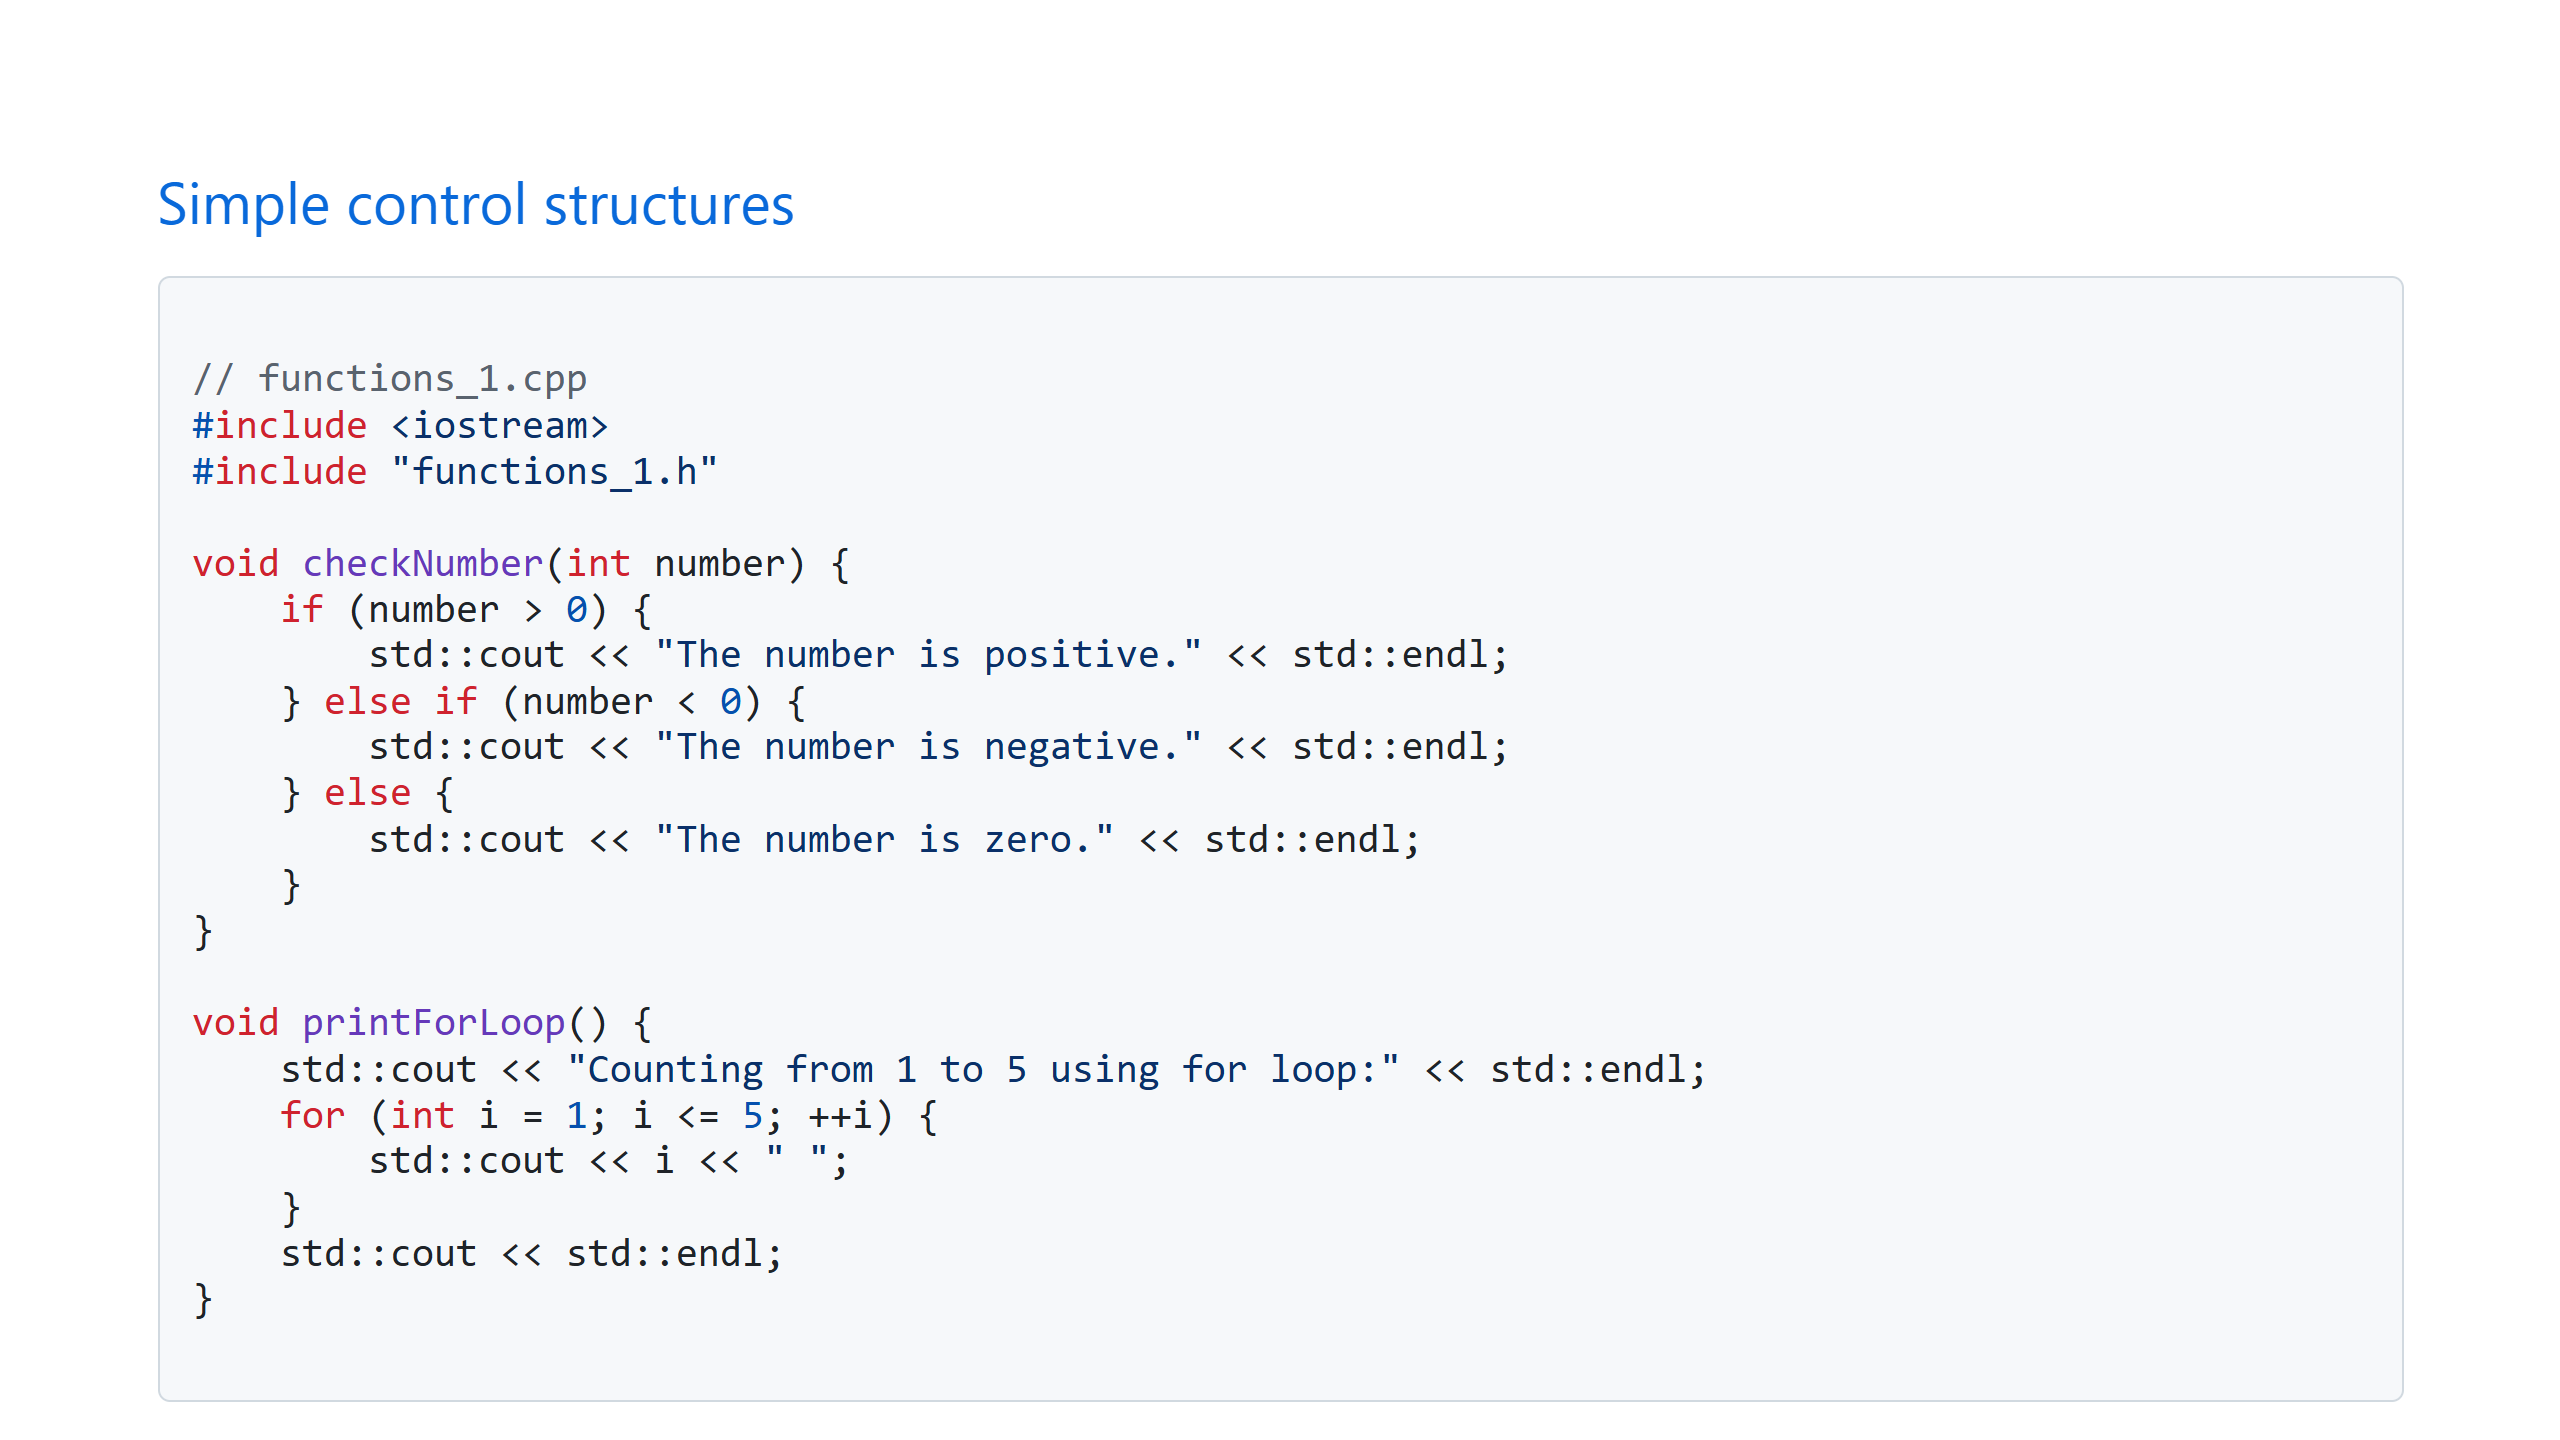 Simple control structures
// functions_1.cpp
#include <iostream>
#include "functions_1.h"
void checkNumber(int number) {
    if (number > 0) {
        std::cout << "The number is positive." << std::endl;
    } else if (number < 0) {
        std::cout << "The number is negative." << std::endl;
    } else {
        std::cout << "The number is zero." << std::endl;
    }
}
void printForLoop() {
    std::cout << "Counting from 1 to 5 using for loop:" << std::endl;
    for (int i = 1; i <= 5; ++i) {
        std::cout << i << " ";
    }
    std::cout << std::endl;
}